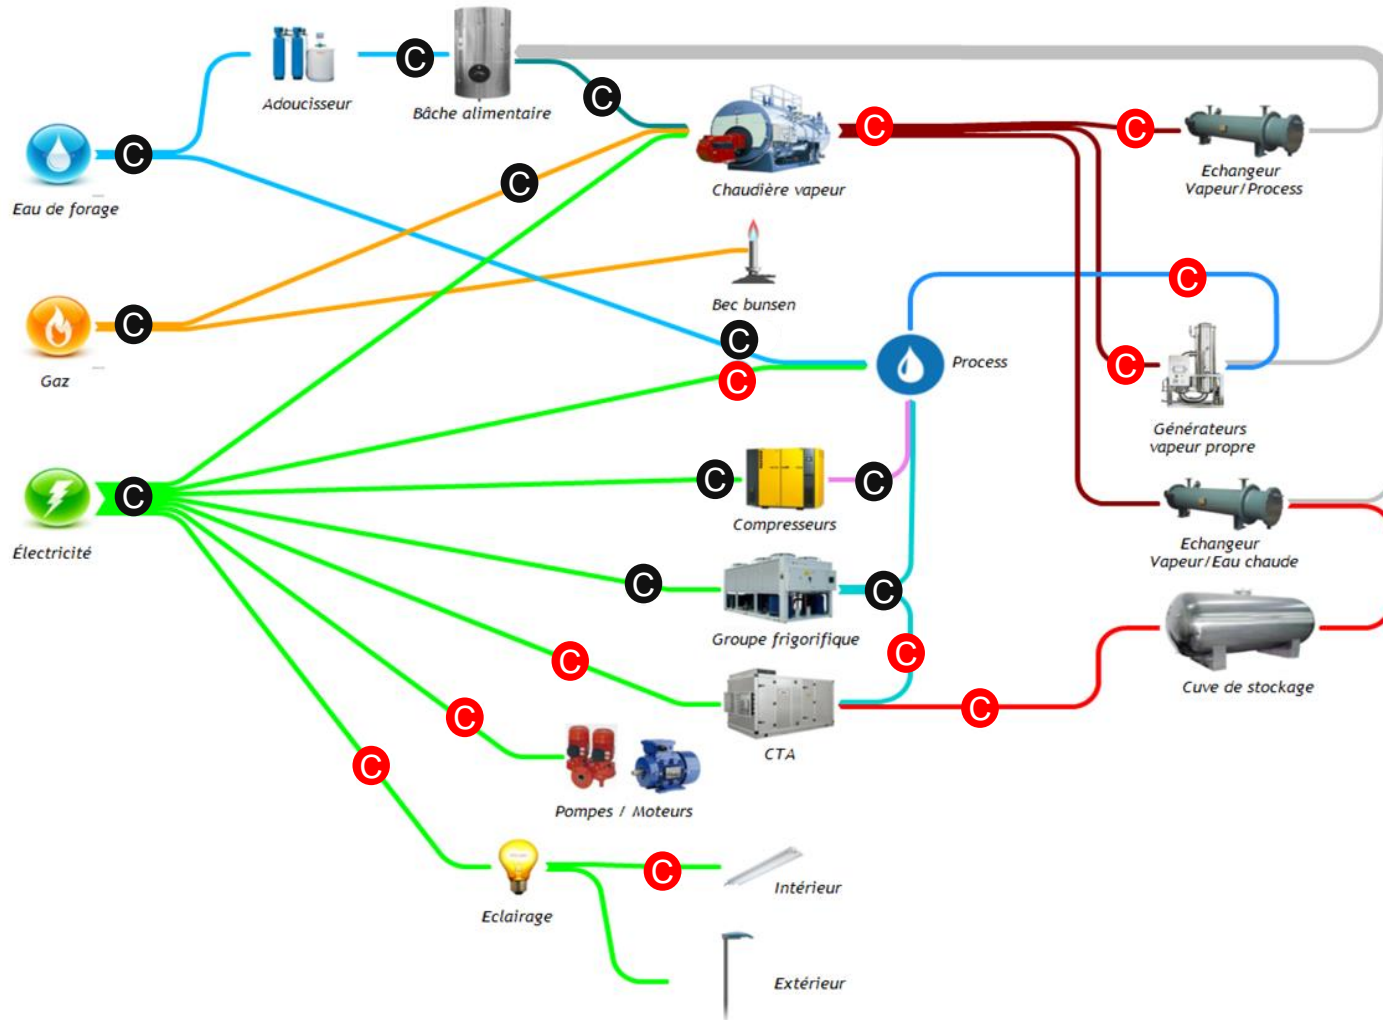 C
Adoucisseur
Bâche alimentaire
C
C
Eau de forage
C
C
Chaudière vapeur
C
C
Echangeur
Vapeur/Process
C
Gaz
Bec bunsen
C
C
C
Process
C
Générateurs
vapeur propre
C
Électricité
C
Compresseurs
C
Echangeur
Vapeur/Eau chaude
C
Groupe frigorifique
C
C
C
CTA
C
Cuve de stockage
C
Pompes / Moteurs
C
Eclairage
C
Intérieur
Extérieur